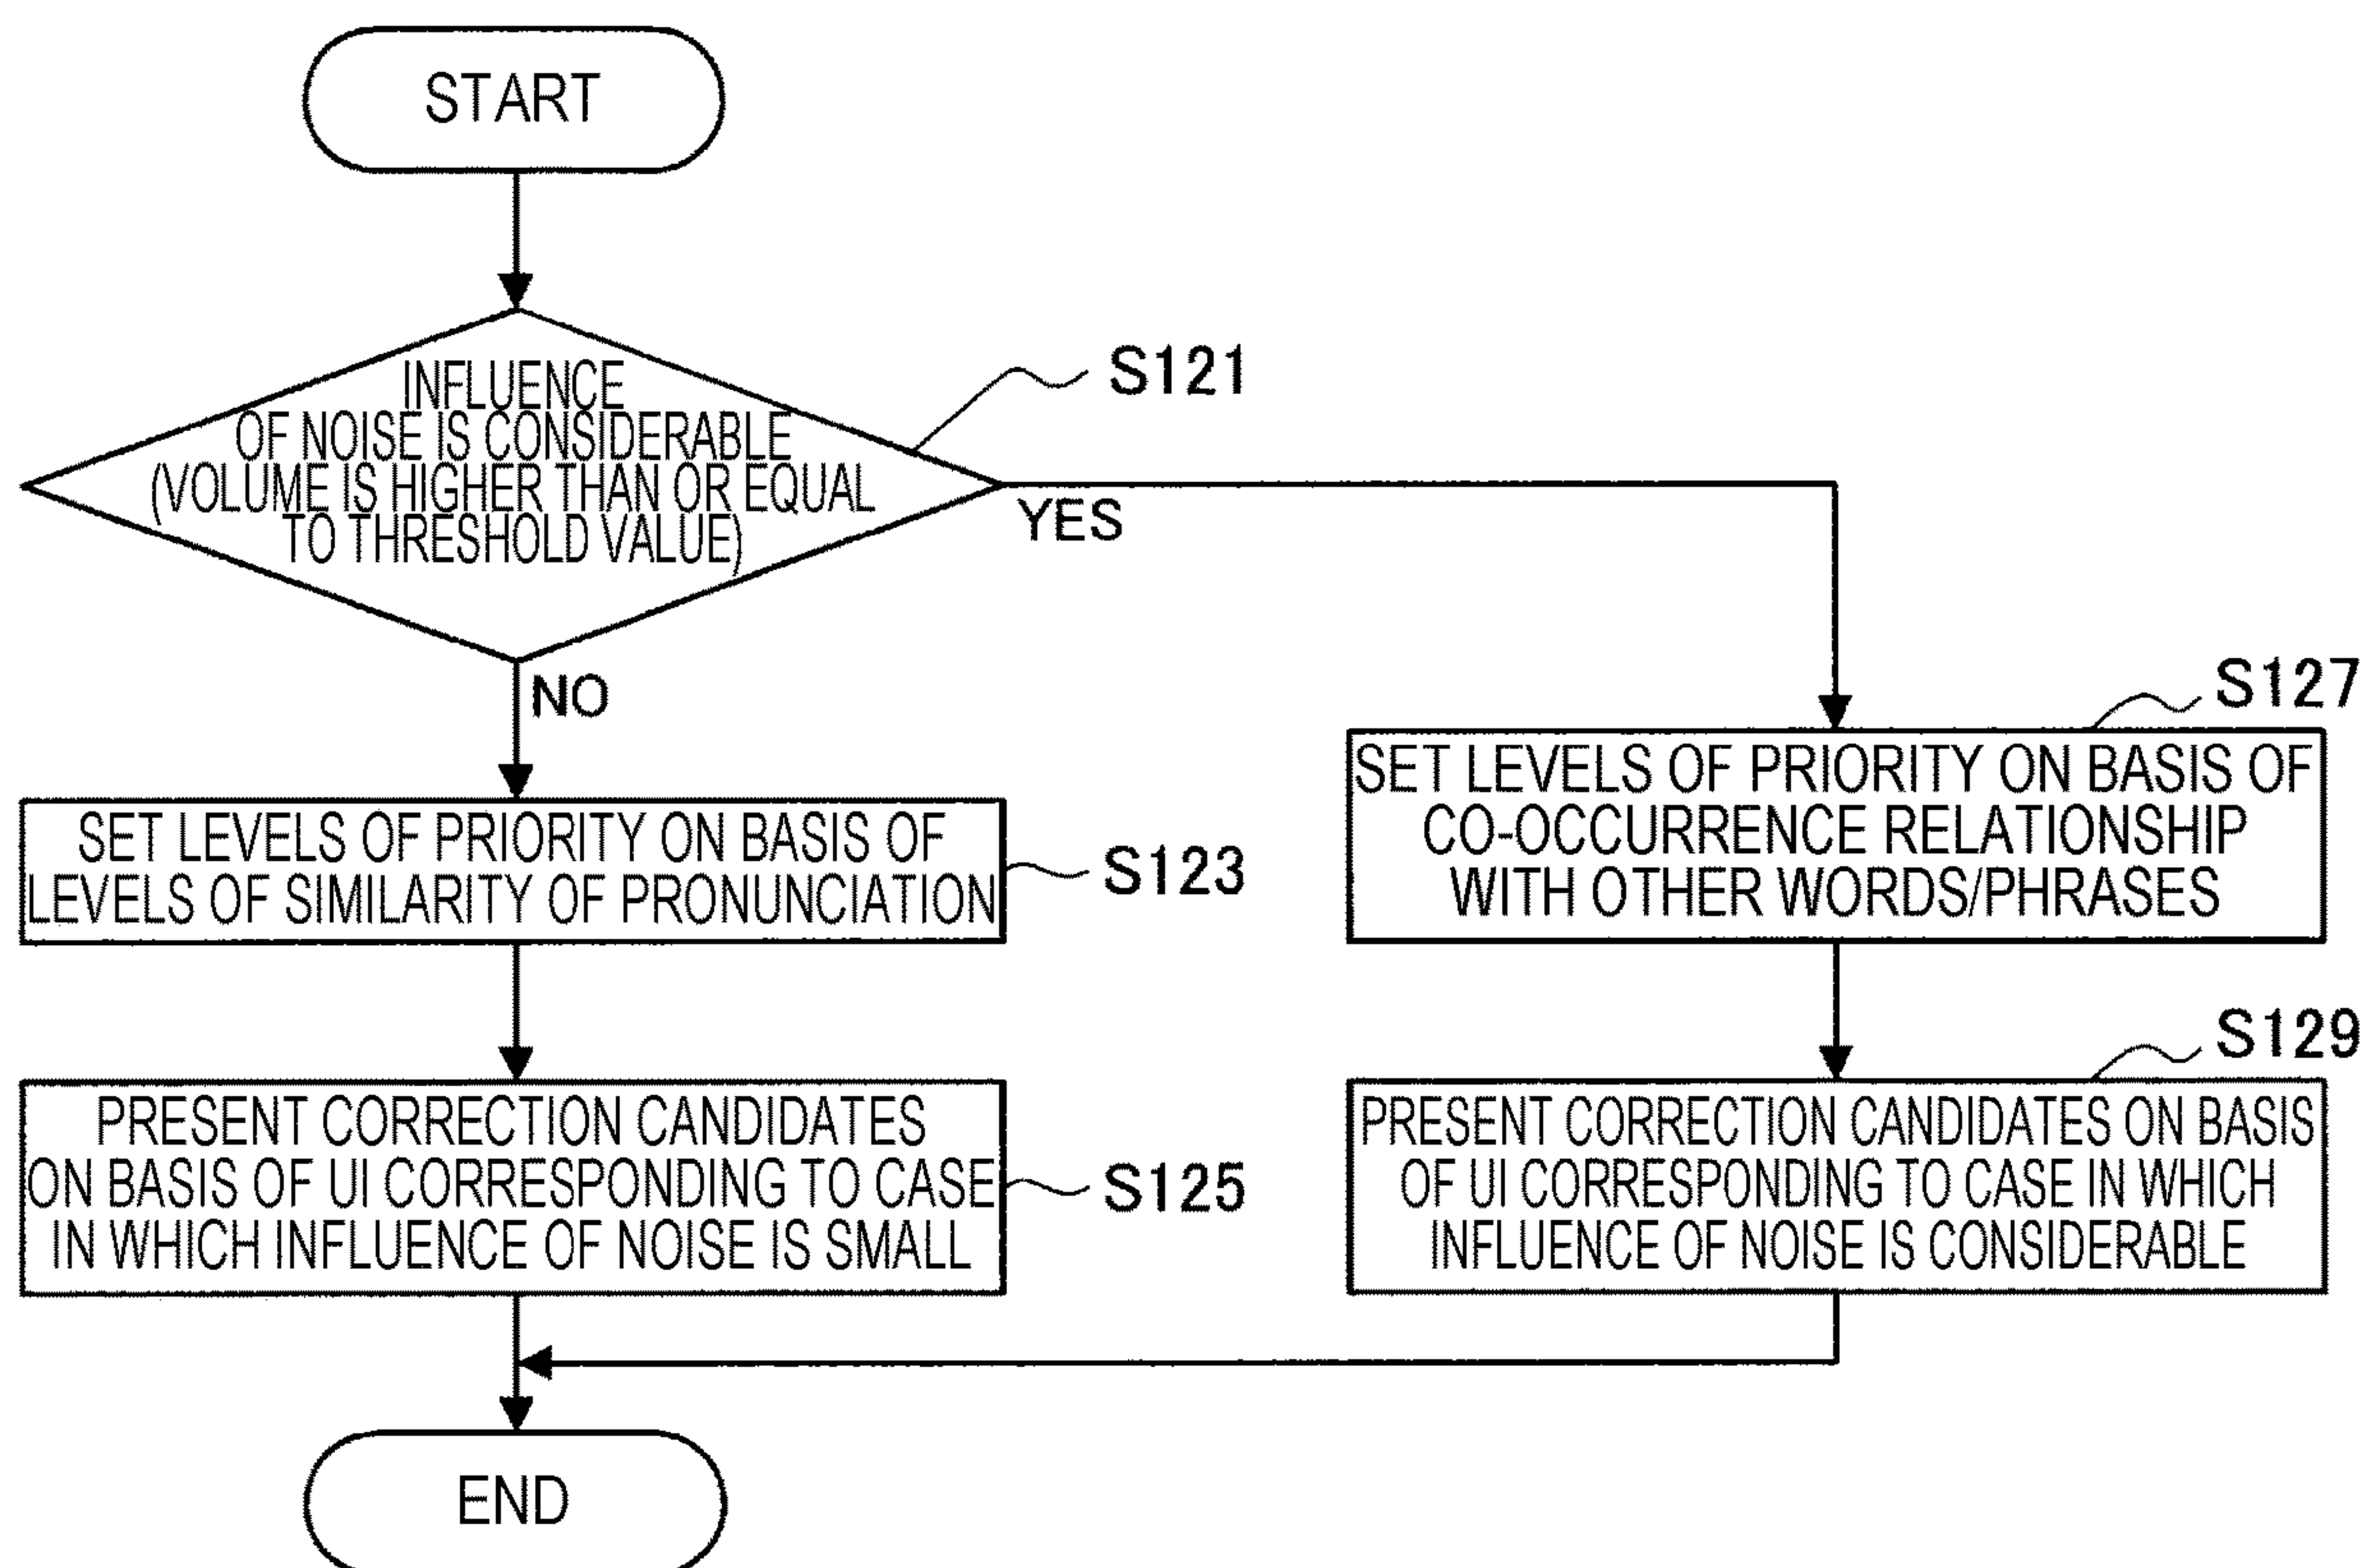 START
INFLUENCE
OF NOISE IS CONSIDERABLE
(VOLUME IS HIGHER THAN OR EQUAL
TO THRESHOLD VALUE)
S121
YES
NO
SET LEVELS OF PRIORITY ON BASIS OF
LEVELS OF SIMILARITY OF PRONUNCIATION
S123
S127
SET LEVELS OF PRIORITY ON BASIS OF
CO-OCCURRENCE RELATIONSHIP
WITH OTHER WORDS/PHRASES
PRESENT CORRECTION CANDIDATES
ON BASIS OF UI CORRESPONDING TO CASE
IN WHICH INFLUENCE OF NOISE IS SMALL
S125
S129
PRESENT CORRECTION CANDIDATES ON BASIS
OF UI CORRESPONDING TO CASE IN WHICH
INFLUENCE OF NOISE IS CONSIDERABLE
END